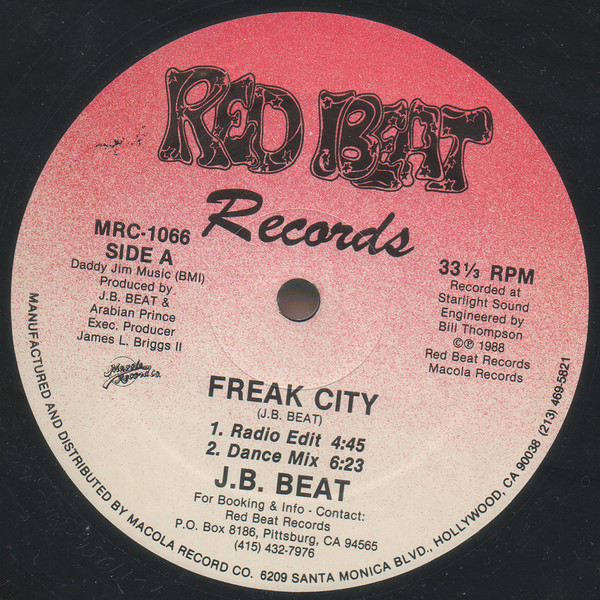 RED BEAT
Records
MRC-1066
SIDE A
Daddy Jim Music (BMI)
Produced by
J.B. BEAT &
Arabian Prince
Exec. Producer
James L. Briggs II
Macola
Record Co.
33⅓ RPM
Recorded at
Starlight Sound
Engineered by
Bill Thompson
©℗ 1988
Red Beat Records
Macola Records
FREAK CITY
(J.B. BEAT)
1. Radio Edit 4:45
2. Dance Mix 6:23
J.B. BEAT
For Booking & Info - Contact:
Red Beat Records
P.O. Box 8186, Pittsburg, CA 94565
(415) 432-7976
MANUFACTURED AND DISTRIBUTED BY MACOLA RECORD CO. 6209 SANTA MONICA BLVD., HOLLYWOOD, CA 90038 (213) 469-5821